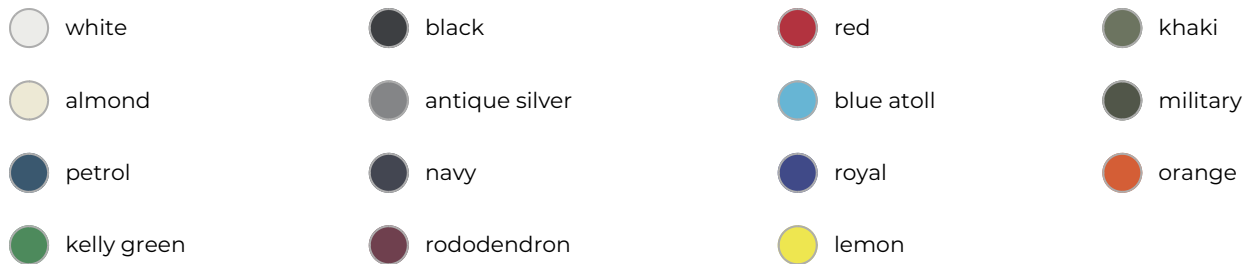 white
almond
petrol
kelly green
black
antique silver
navy
rododendron
red
blue atoll
royal
lemon
khaki
military
orange